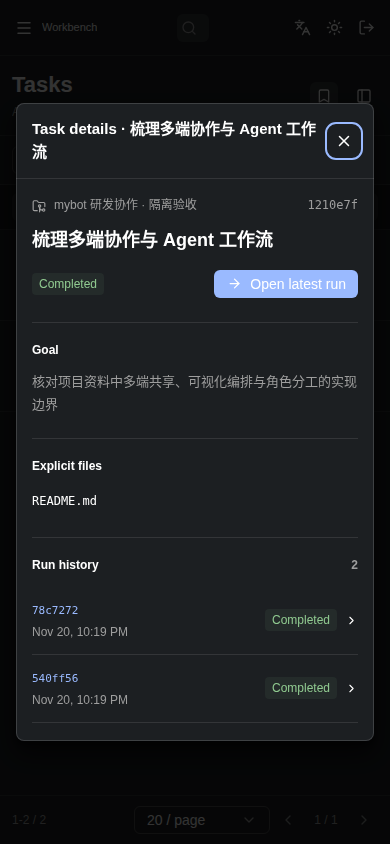 Workbench
Tasks
Task details · 梳理多端协作与 Agent 工作
流
mybot 研发协作 · 隔离验收 1210e7f
梳理多端协作与 Agent 工作流
Completed Open latest run
Goal
核对项目资料中多端共享、可视化编排与角色分工的实现
边界
Explicit files
README.md
Run history 2
78c7272
Nov 20, 10:19 PM Completed
540ff56
Nov 20, 10:19 PM Completed
1-2 / 2 20 / page 1 / 1